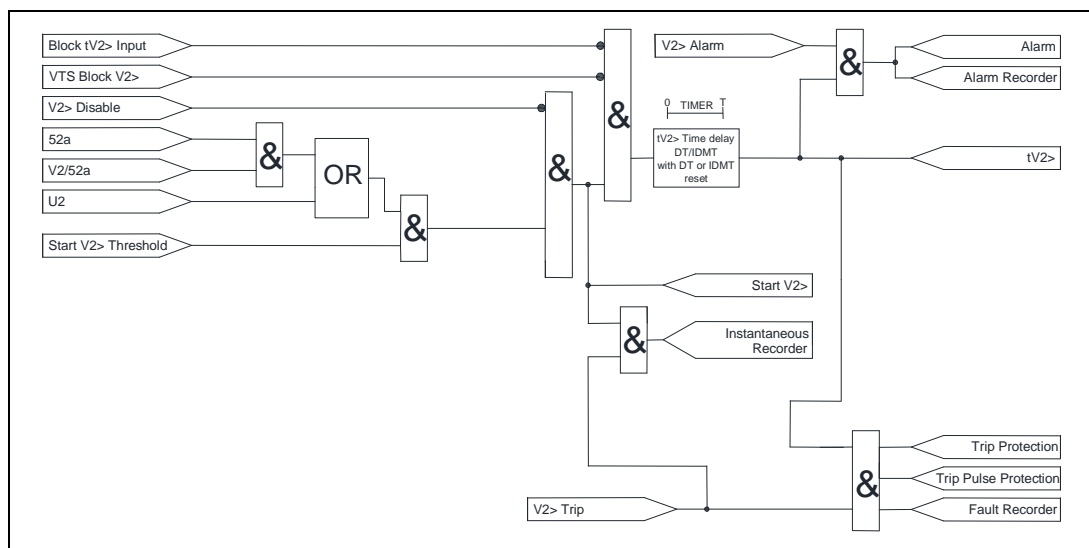 Block tV2> Input
VTS Block V2>
V2> Disable
52a
V2/52a
U2
Start V2> Threshold
&
OR
&
&
&
0 TIMER T
tV2> Time delay
DT/IDMT
with DT or IDMT
reset
V2> Alarm
&
Alarm
Alarm Recorder
tV2>
Start V2>
&
Instantaneous
Recorder
V2> Trip
&
Trip Protection
Trip Pulse Protection
Fault Recorder